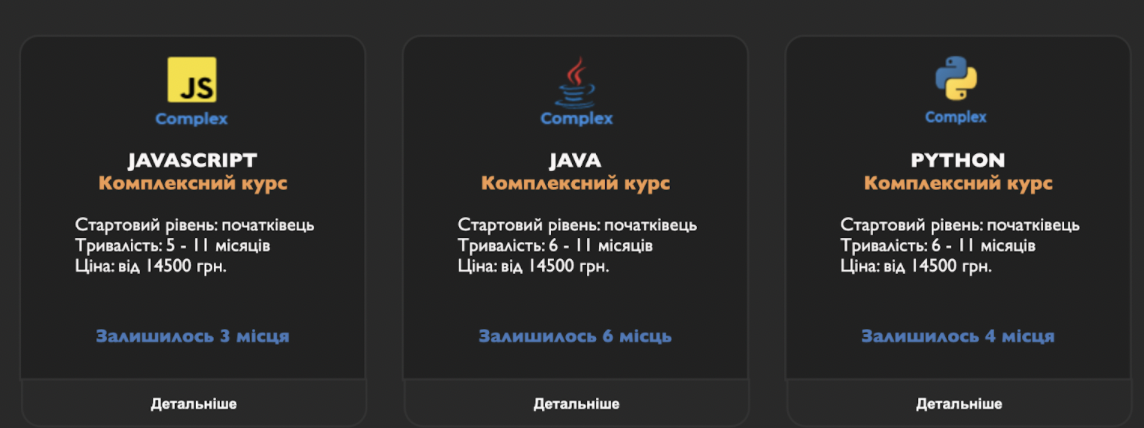 JS
Complex
JAVASCRIPT
Комплексний курс
Стартовий рівень: початківець
Тривалість: 5 - 11 місяців
Ціна: від 14500 грн.
Залишилось 3 місця
Детальніше
Complex
JAVA
Комплексний курс
Стартовий рівень: початківець
Тривалість: 6 - 11 місяців
Ціна: від 14500 грн.
Залишилось 6 місць
Детальніше
Complex
PYTHON
Комплексний курс
Стартовий рівень: початківець
Тривалість: 6 - 11 місяців
Ціна: від 14500 грн.
Залишилось 4 місця
Детальніше